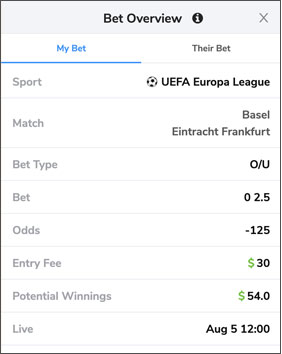 Bet Overview
My Bet Their Bet
Sport UEFA Europa League
Match Basel
Eintracht Frankfurt
Bet Type O/U
Bet 0 2.5
Odds -125
Entry Fee $ 30
Potential Winnings $ 54.0
Live Aug 5 12:00